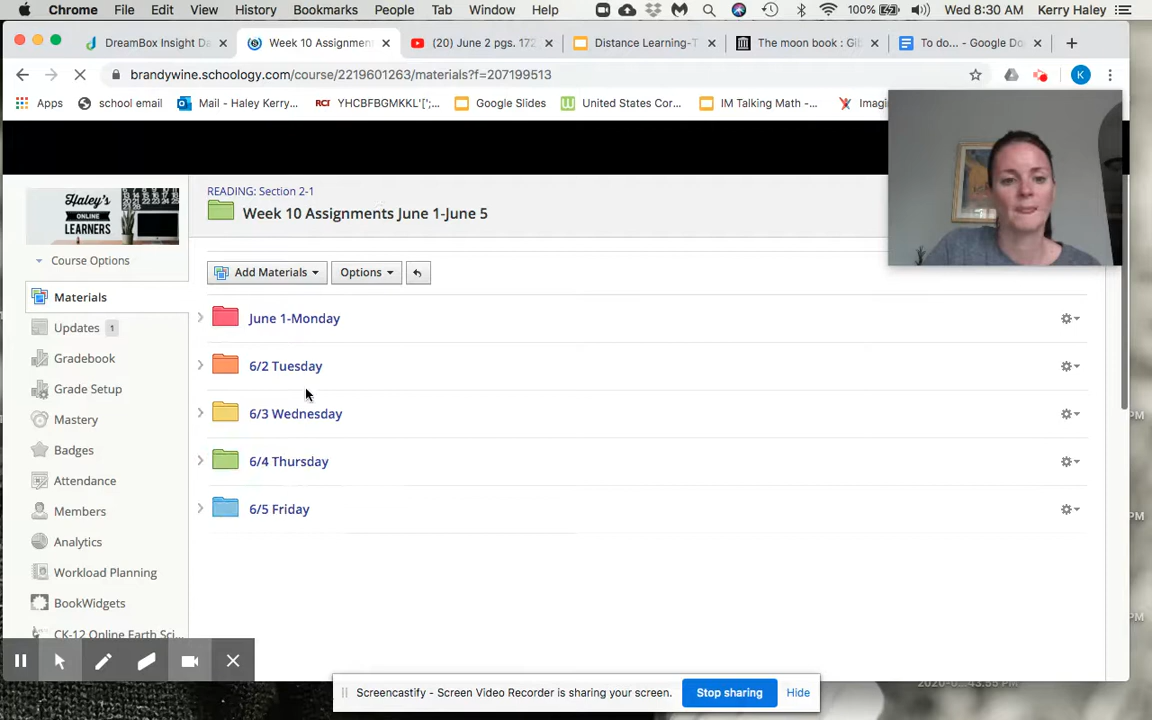 Chrome File Edit View History Bookmarks People Tab Window Help 100% Wed 8:30 AM Kerry Haley
DreamBox Insight Da Week 10 Assignmen (20) June 2 pgs. 172 Distance Learning-T The moon book : Gib To do... - Google Do
brandywine.schoology.com/course/2219601263/materials?f=207199513 K
Apps school email Mail - Haley Kerry... RCI YHCBFBGMKKL'[';... Google Slides United States Cor... IM Talking Math -... Imagi
READING: Section 2-1
Week 10 Assignments June 1-June 5
Haley's
ONLINE
LEARNERS
Course Options
Add Materials Options
Materials
Updates 1
Gradebook
Grade Setup
Mastery
Badges
Attendance
Members
Analytics
Workload Planning
BookWidgets
CK-12 Online Earth Sci...
June 1-Monday
6/2 Tuesday
6/3 Wednesday
6/4 Thursday
6/5 Friday
PM
PM
PM
Screencastify - Screen Video Recorder is sharing your screen. Stop sharing Hide